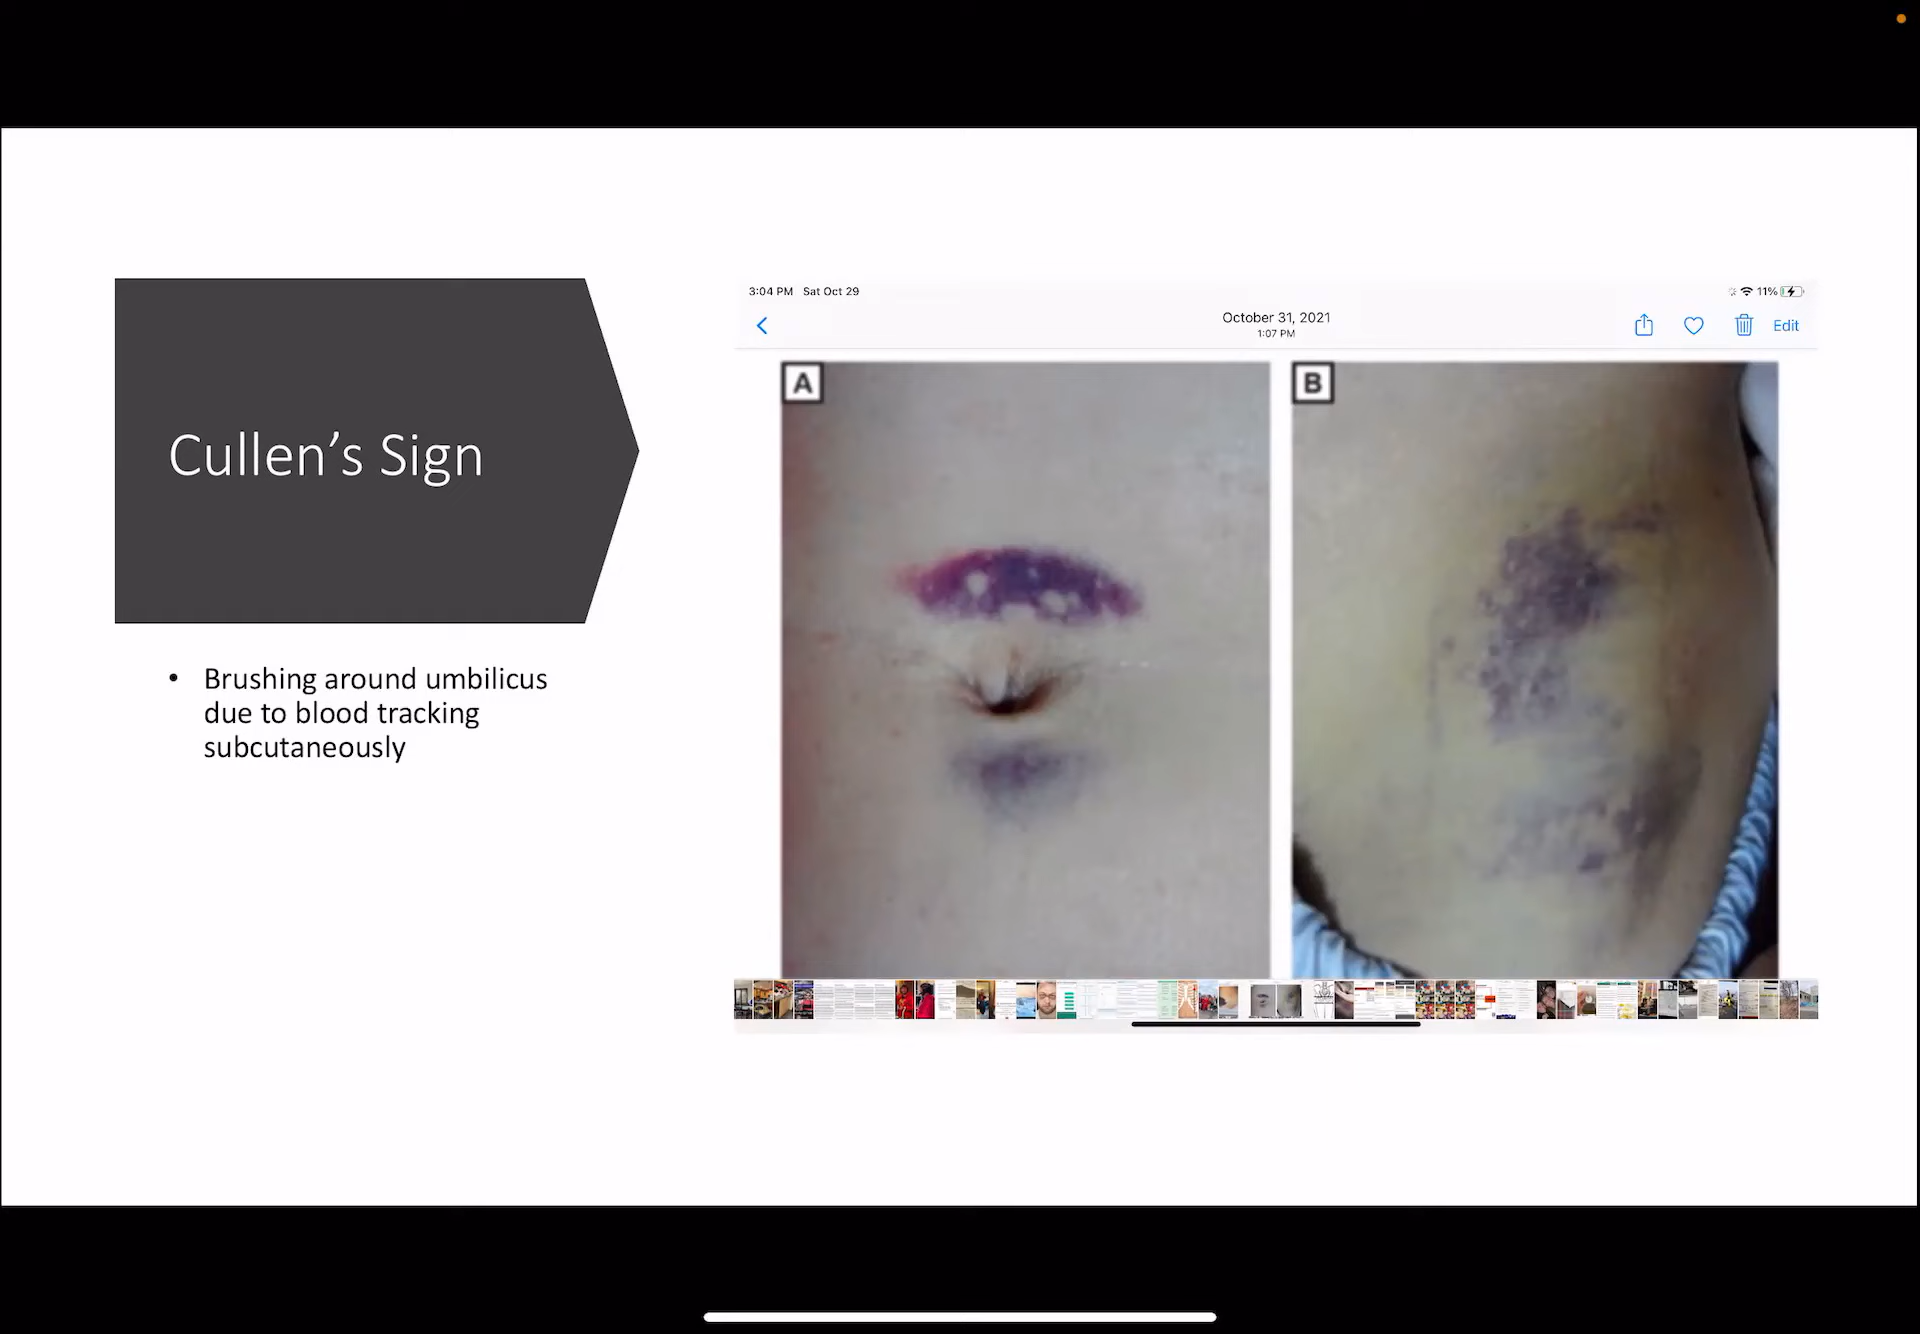 3:04 PM Sat Oct 29
11%
October 31, 2021
1:07 PM
Edit
A
B
Cullen’s Sign
• Brushing around umbilicus
due to blood tracking
subcutaneously